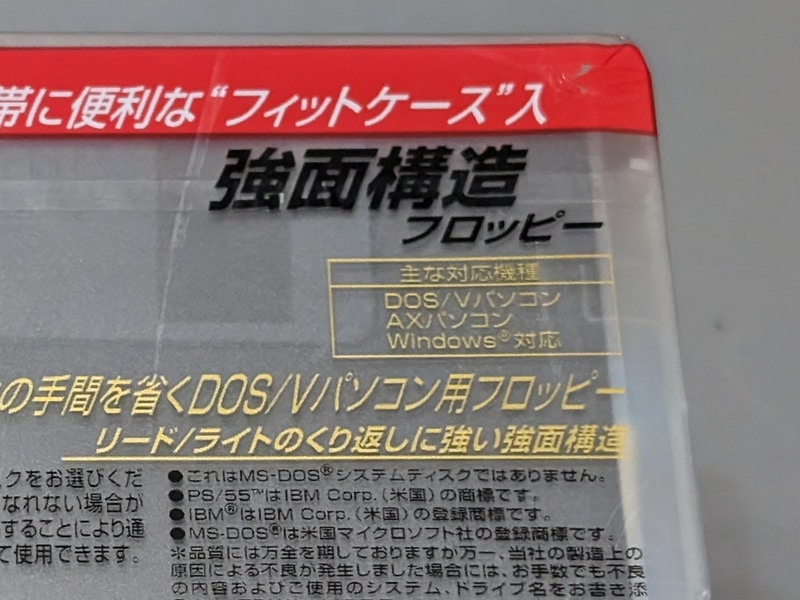 帯に便利な“フィットケース”入
強面構造
フロッピー
主な対応機種
DOS/Vパソコン
AXパソコン
Windows®対応
の手間を省くDOS/Vパソコン用フロッピー
リード/ライトのくり返しに強い強面構造
クをお選びくだ
なれない場合が
することにより通
て使用できます。
●これはMS-DOS®システムディスクではありません。
●PS/55™はIBM Corp.(米国)の商標です。
●IBM®はIBM Corp.(米国)の登録商標です。
●MS-DOS®は米国マイクロソフト社の登録商標です。
※品質には万全を期しておりますが万一、当社の製造上の
原因による不良が発生しました場合には、お手数でも不良
の内容およびご使用のシステム、ドライブ名をお書き添